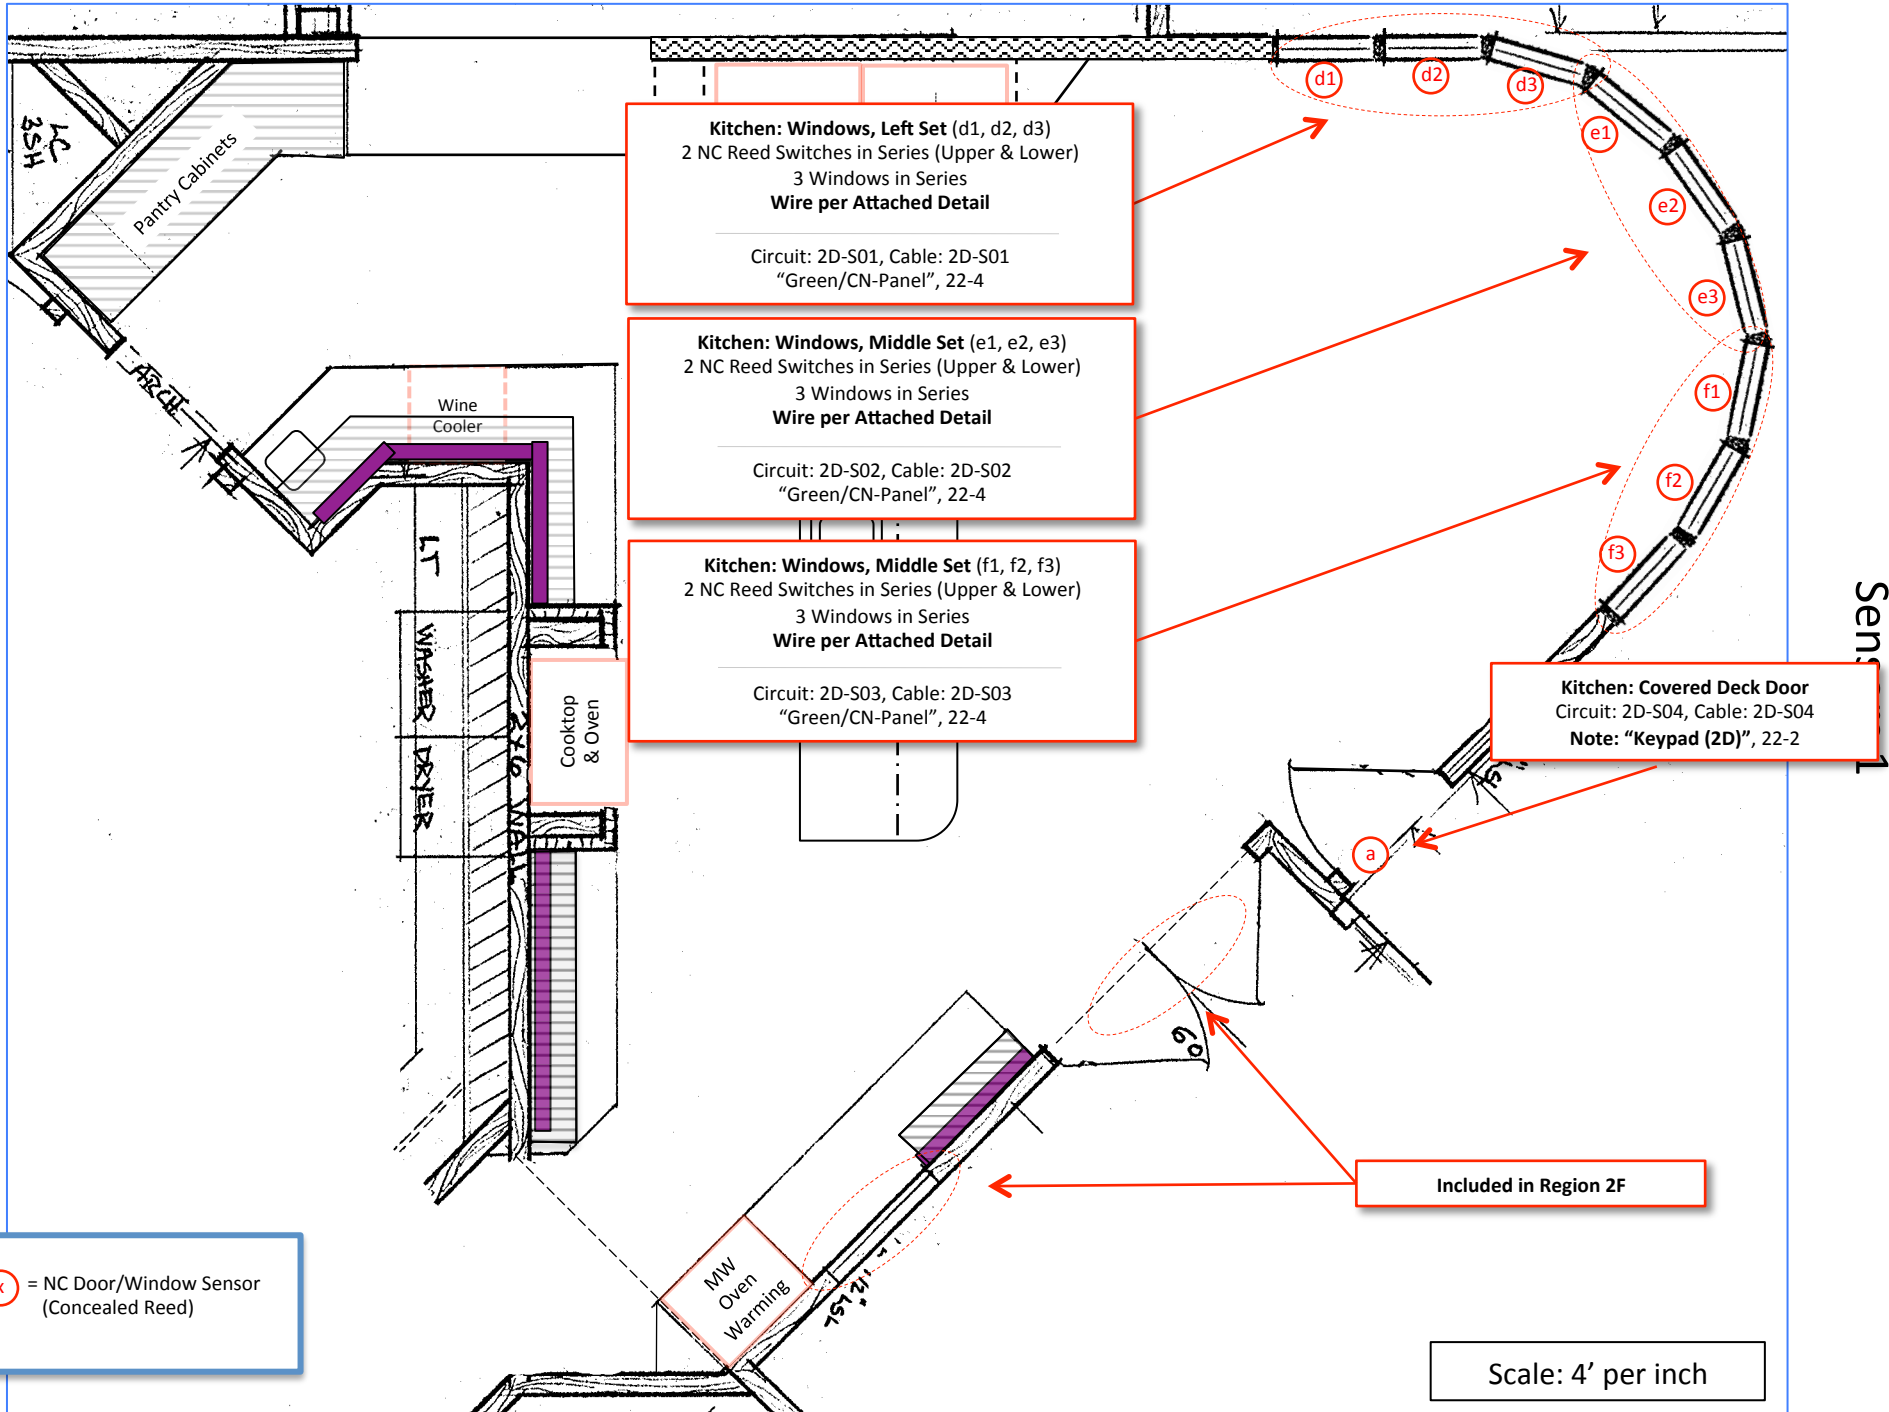 d1
d2
d3
e1
e2
e3
f1
f2
f3
a
Pantry Cabinets
ARCH
Wine
Cooler
LT
WASHER
DRYER
2x6 WALL
Cooktop
& Oven
Kitchen: Windows, Left Set (d1, d2, d3)
2 NC Reed Switches in Series (Upper & Lower)
3 Windows in Series
Wire per Attached Detail
Circuit: 2D-S01, Cable: 2D-S01
“Green/CN-Panel”, 22-4
Kitchen: Windows, Middle Set (e1, e2, e3)
2 NC Reed Switches in Series (Upper & Lower)
3 Windows in Series
Wire per Attached Detail
Circuit: 2D-S02, Cable: 2D-S02
“Green/CN-Panel”, 22-4
Kitchen: Windows, Middle Set (f1, f2, f3)
2 NC Reed Switches in Series (Upper & Lower)
3 Windows in Series
Wire per Attached Detail
Circuit: 2D-S03, Cable: 2D-S03
“Green/CN-Panel”, 22-4
Kitchen: Covered Deck Door
Circuit: 2D-S04, Cable: 2D-S04
Note: “Keypad (2D)”, 22-2
60
Included in Region 2F
MW
Oven
Warming
1/2" LSL
x = NC Door/Window Sensor
(Concealed Reed)
Scale: 4’ per inch